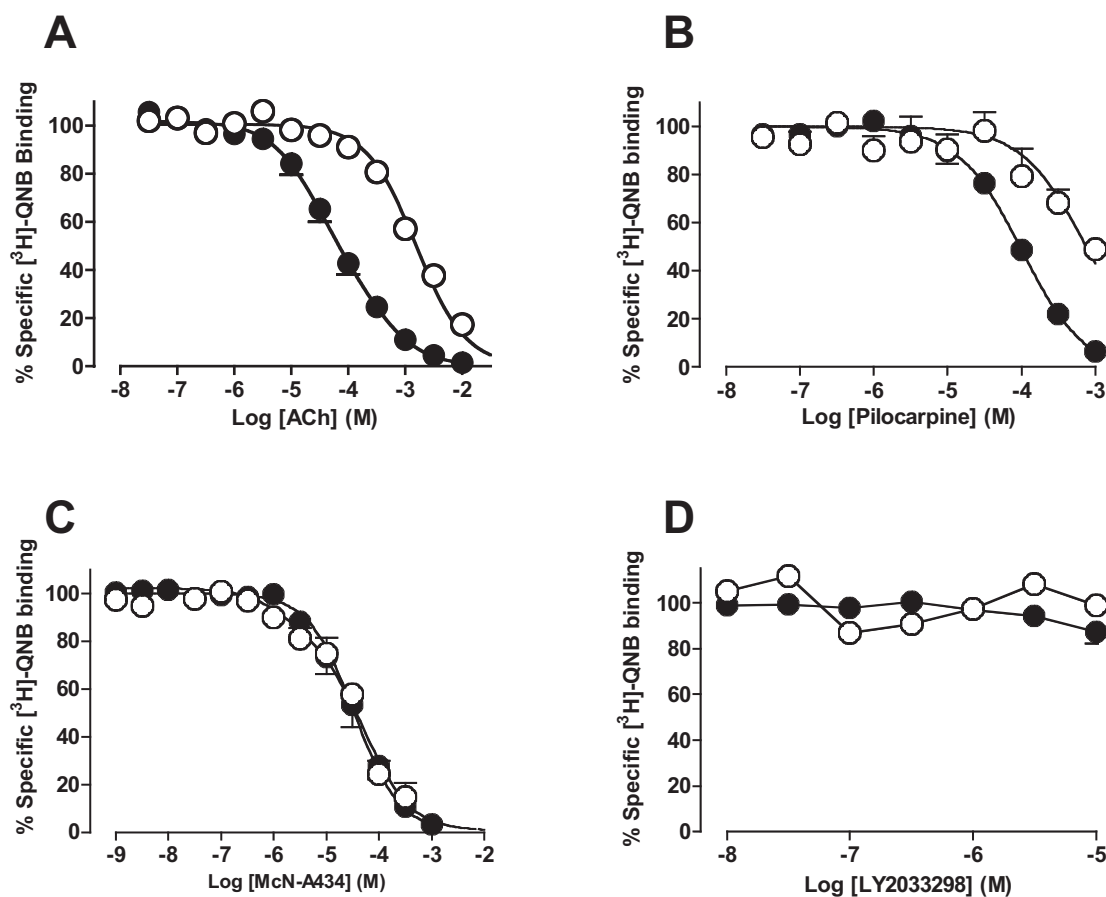 A
% Specific [³H]-QNB Binding
100
80
60
40
20
0
-8 -7 -6 -5 -4 -3 -2
Log [ACh] (M)
B
% Specific [³H]-QNB binding
100
80
60
40
20
0
-8 -7 -6 -5 -4 -3
Log [Pilocarpine] (M)
C
% Specific [³H]-QNB binding
100
80
60
40
20
0
-9 -8 -7 -6 -5 -4 -3 -2
Log [McN-A434] (M)
D
% Specific [³H]-QNB binding
100
80
60
40
20
0
-8 -7 -6 -5
Log [LY2033298] (M)